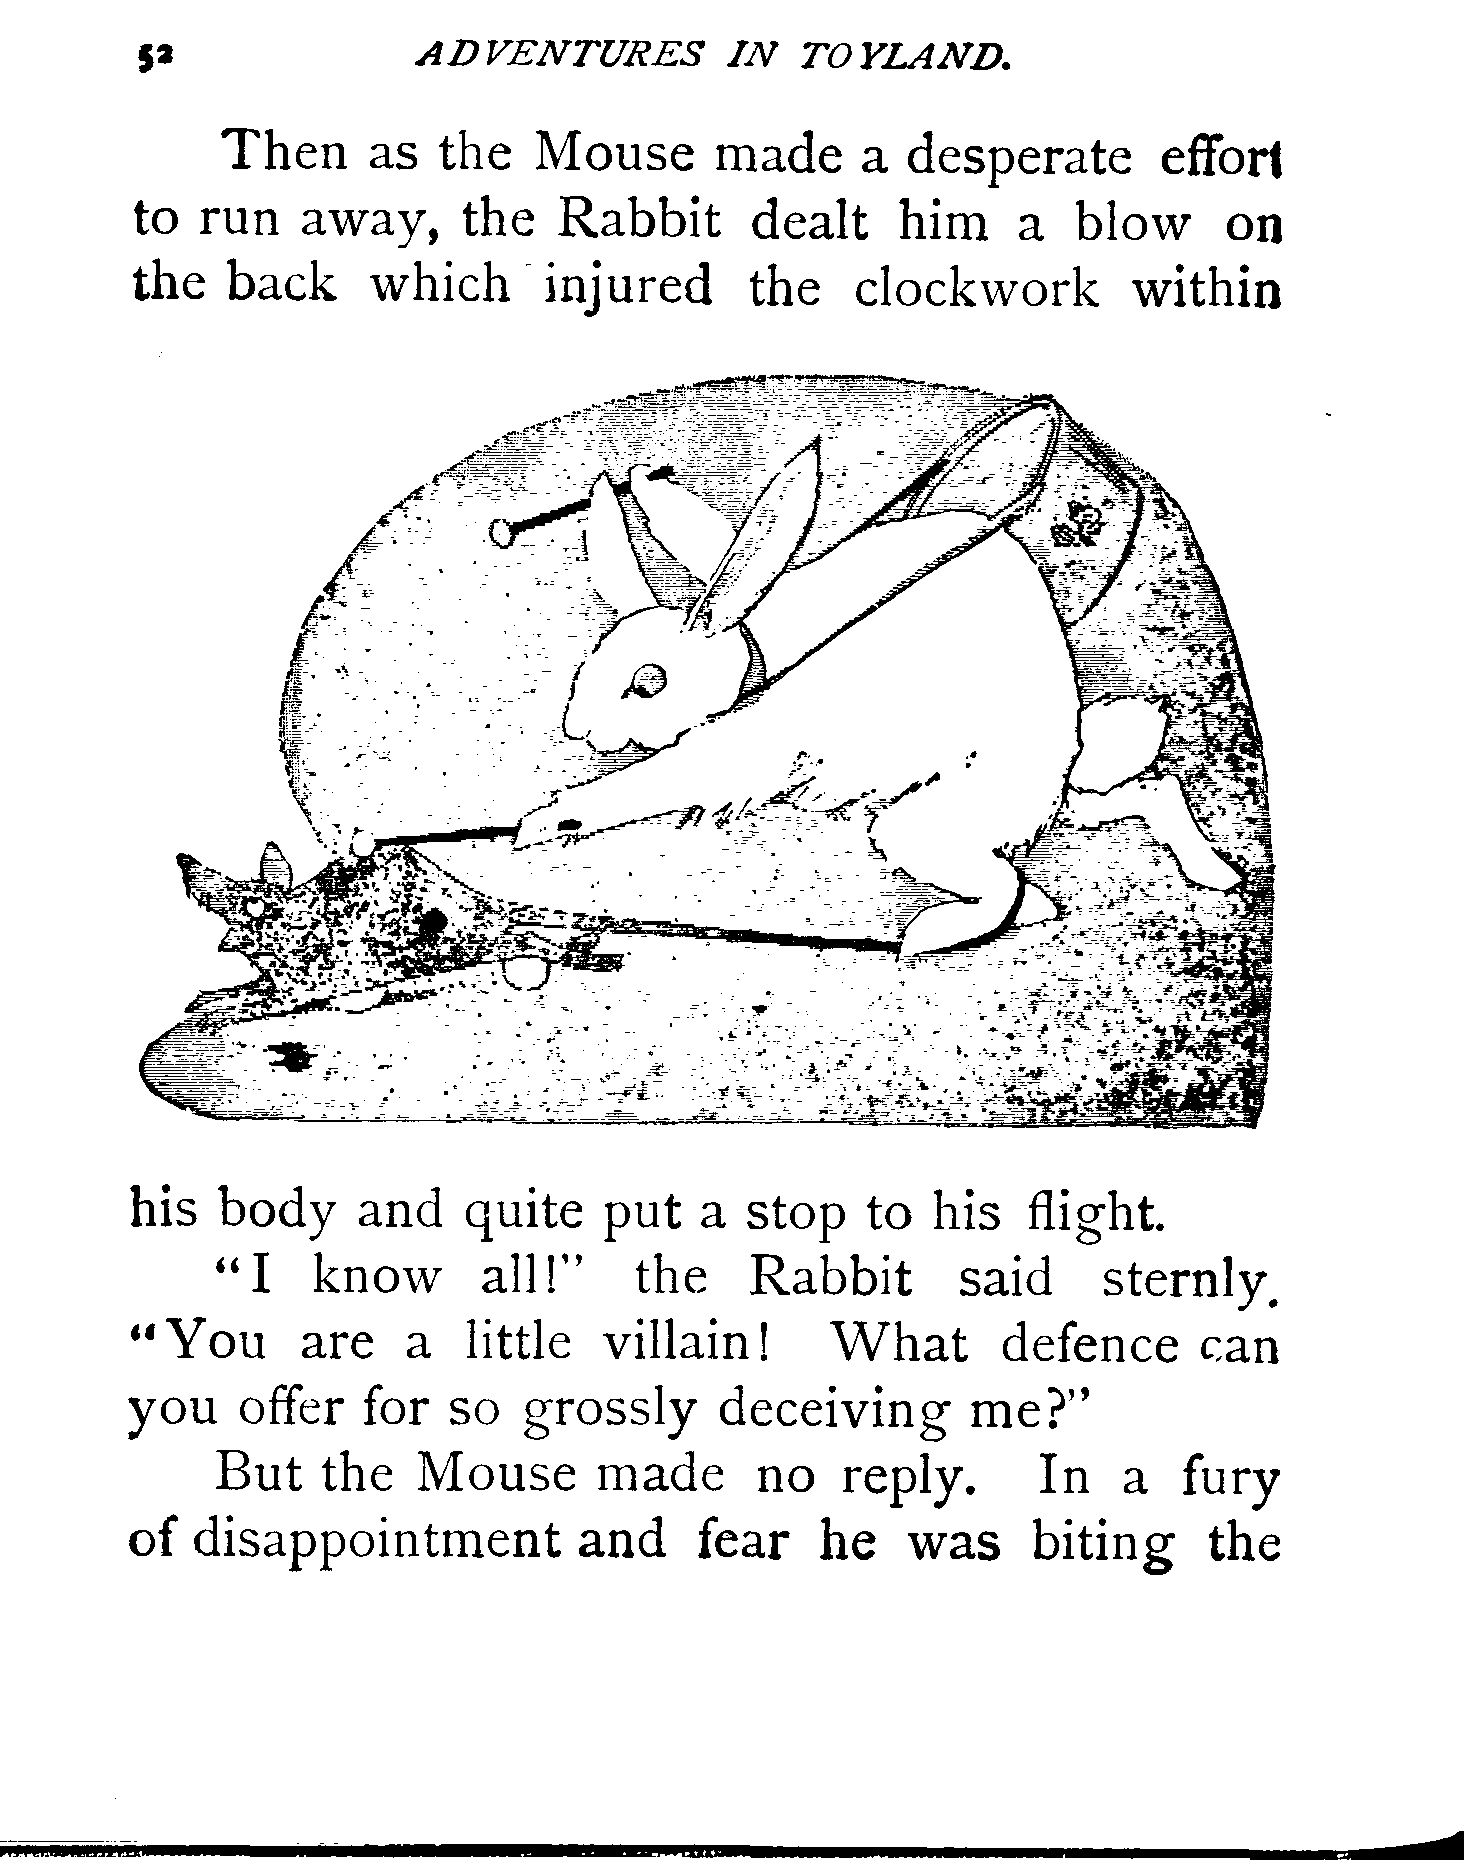 52 ADVENTURES IN TOYLAND.
Then as the Mouse made a desperate effort
to run away, the Rabbit dealt him a blow on
the back which injured the clockwork within
his body and quite put a stop to his flight.
"I know all!" the Rabbit said sternly.
"You are a little villain! What defence can
you offer for so grossly deceiving me?"
But the Mouse made no reply. In a fury
of disappointment and fear he was biting the